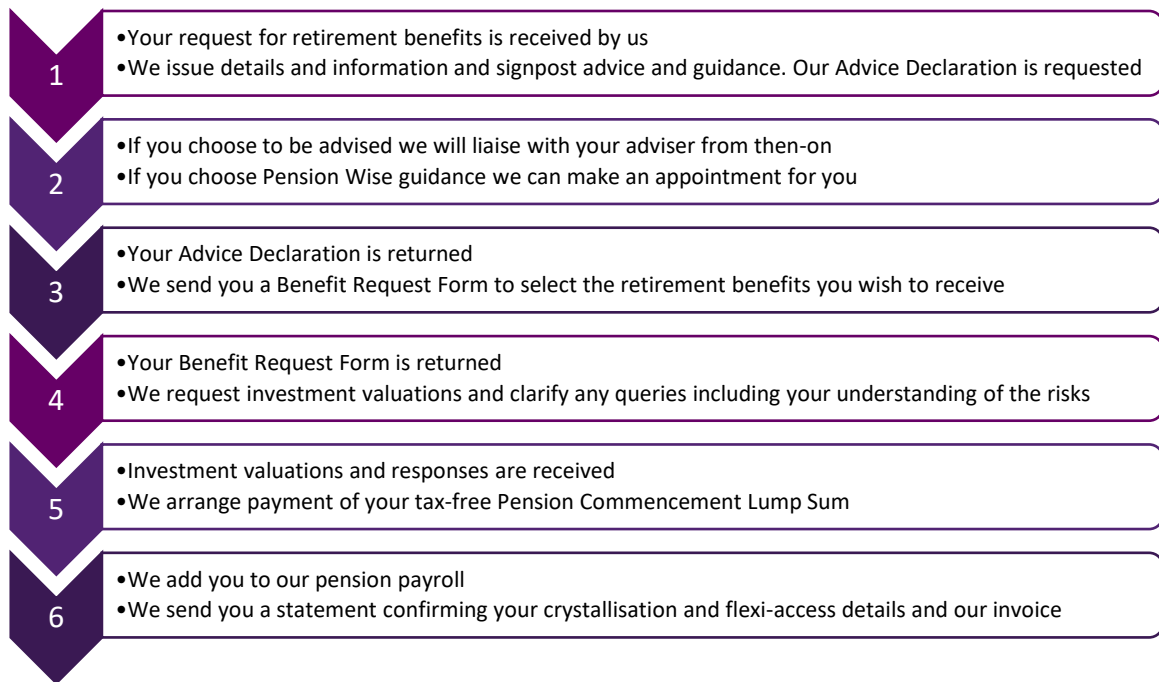 1
•Your request for retirement benefits is received by us
•We issue details and information and signpost advice and guidance. Our Advice Declaration is requested
2
•If you choose to be advised we will liaise with your adviser from then-on
•If you choose Pension Wise guidance we can make an appointment for you
3
•Your Advice Declaration is returned
•We send you a Benefit Request Form to select the retirement benefits you wish to receive
4
•Your Benefit Request Form is returned
•We request investment valuations and clarify any queries including your understanding of the risks
5
•Investment valuations and responses are received
•We arrange payment of your tax-free Pension Commencement Lump Sum
6
•We add you to our pension payroll
•We send you a statement confirming your crystallisation and flexi-access details and our invoice